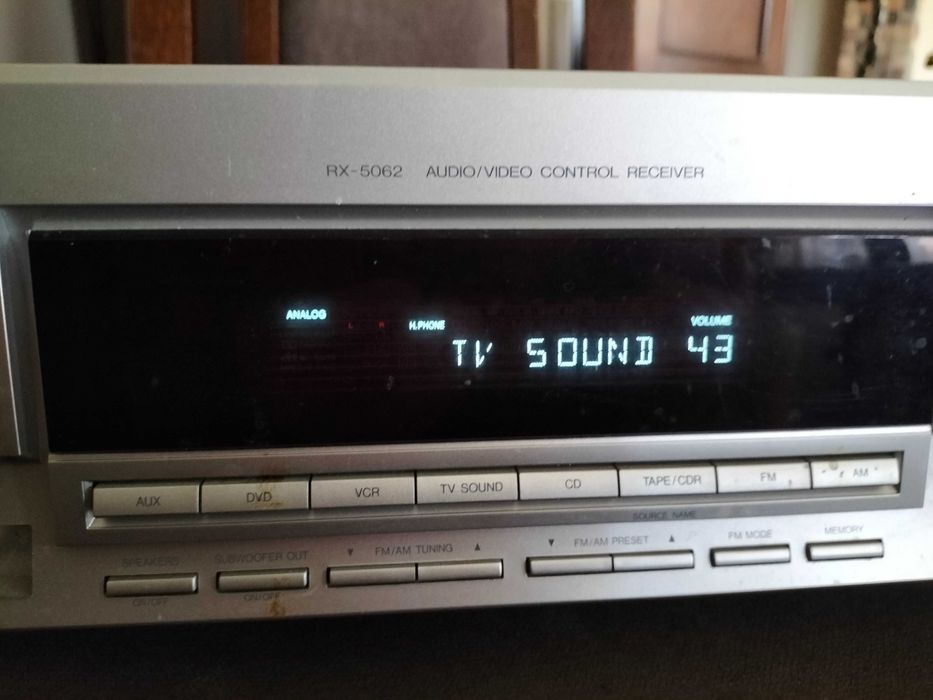 RX-5062 AUDIO/VIDEO CONTROL RECEIVER
ANALOG L R H.PHONE VOLUME
TV SOUND 43
AUX DVD VCR TV SOUND CD TAPE/CDR FM AM
SOURCE NAME
SPEAKERS SUBWOOFER OUT ▼ FM/AM TUNING ▲ ▼ FM/AM PRESET ▲ FM MODE MEMORY
ON/OFF ON/OFF